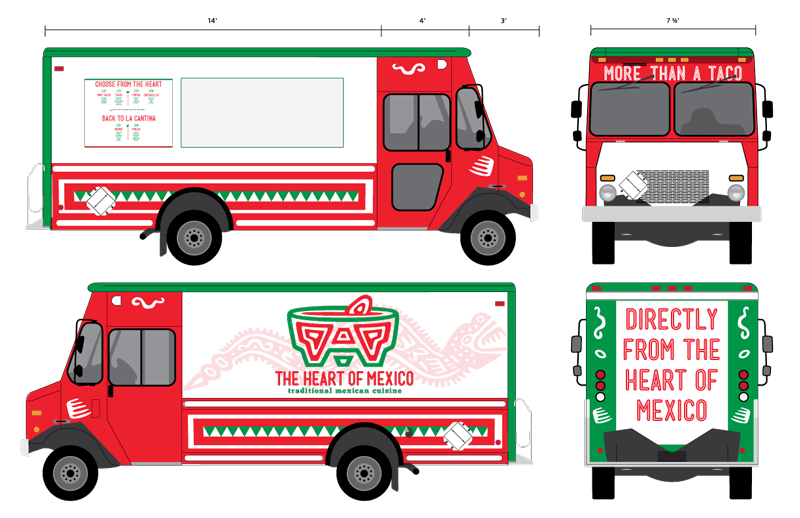 14'
4'
3'
7 ½'
CHOOSE FROM THE HEART
BACK TO LA CANTINA
MORE THAN A TACO
THE HEART OF MEXICO
traditional mexican cuisine
DIRECTLY
FROM THE
HEART OF
MEXICO